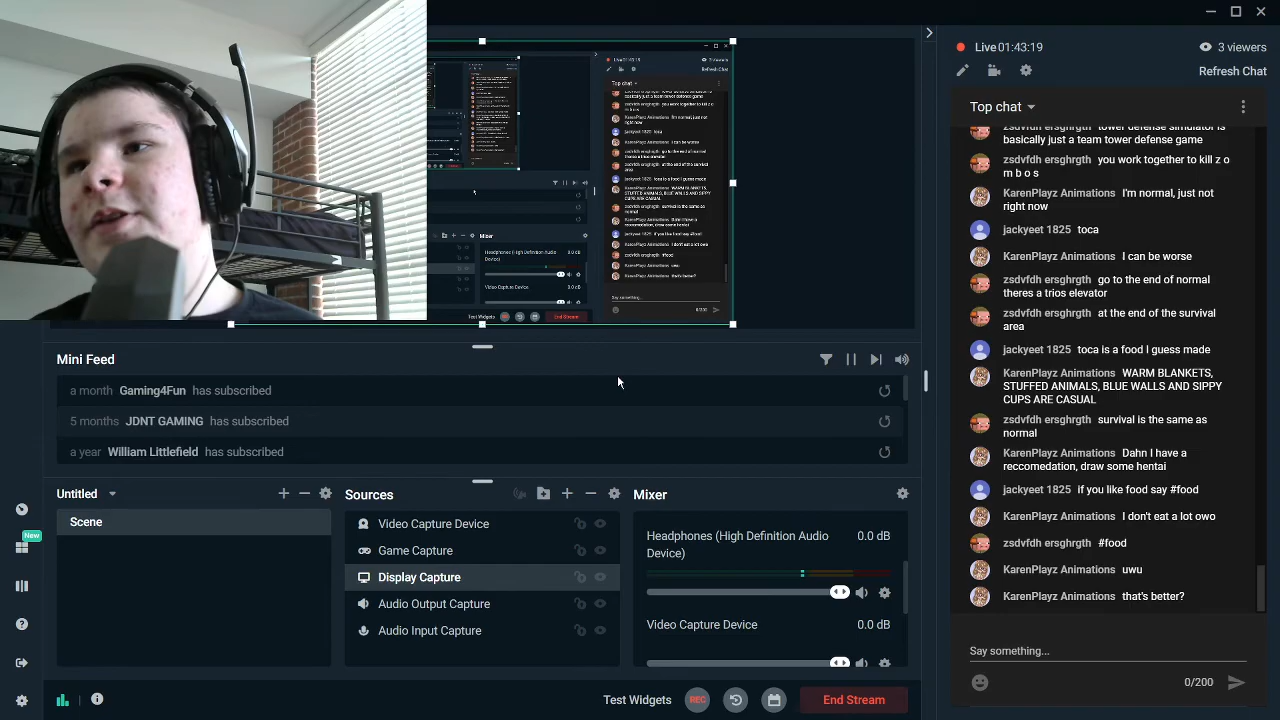 Live 01:43:19
3 viewers
Refresh Chat
Top chat
zsdvfdh ersghrgth tower defense simulator is
basically just a team tower defense game
zsdvfdh ersghrgth you work together to kill z o
m b o s
KarenPlayz Animations I'm normal, just not
right now
jackyeet 1825 toca
KarenPlayz Animations I can be worse
zsdvfdh ersghrgth go to the end of normal
theres a trios elevator
zsdvfdh ersghrgth at the end of the survival
area
jackyeet 1825 toca is a food I guess made
KarenPlayz Animations WARM BLANKETS,
STUFFED ANIMALS, BLUE WALLS AND SIPPY
CUPS ARE CASUAL
zsdvfdh ersghrgth survival is the same as
normal
KarenPlayz Animations Dahn I have a
reccomedation, draw some hentai
jackyeet 1825 if you like food say #food
KarenPlayz Animations I don't eat a lot owo
zsdvfdh ersghrgth #food
KarenPlayz Animations uwu
KarenPlayz Animations that's better?
Say something...
0/200
Mini Feed
a month Gaming4Fun has subscribed
5 months JDNT GAMING has subscribed
a year William Littlefield has subscribed
New
Untitled
Scene
Sources
Video Capture Device
Game Capture
Display Capture
Audio Output Capture
Audio Input Capture
Mixer
Headphones (High Definition Audio
Device)
0.0 dB
Video Capture Device
0.0 dB
Test Widgets
REC
End Stream